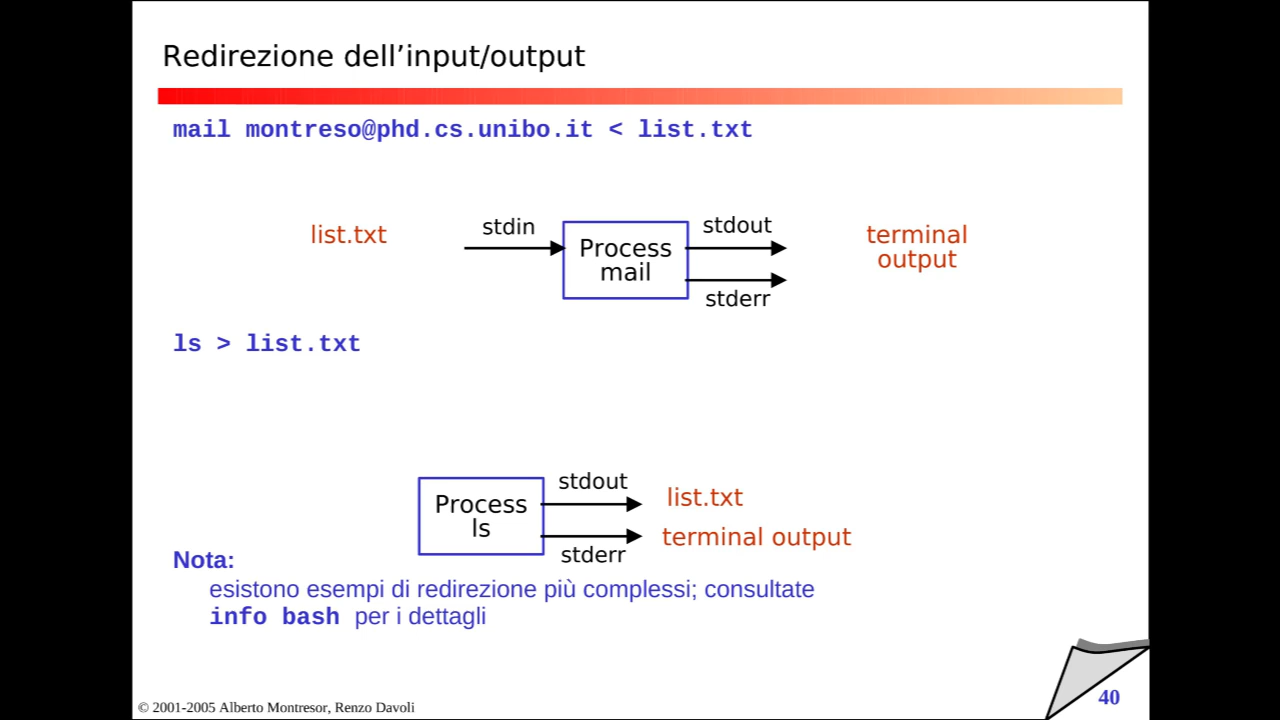 Redirezione dell’input/output
mail montreso@phd.cs.unibo.it < list.txt
list.txt
stdin
Process
mail
stdout
stderr
terminal
output
ls > list.txt
Process
ls
stdout
list.txt
stderr
terminal output
Nota:
esistono esempi di redirezione più complessi; consultate
info bash per i dettagli
© 2001-2005 Alberto Montresor, Renzo Davoli
40